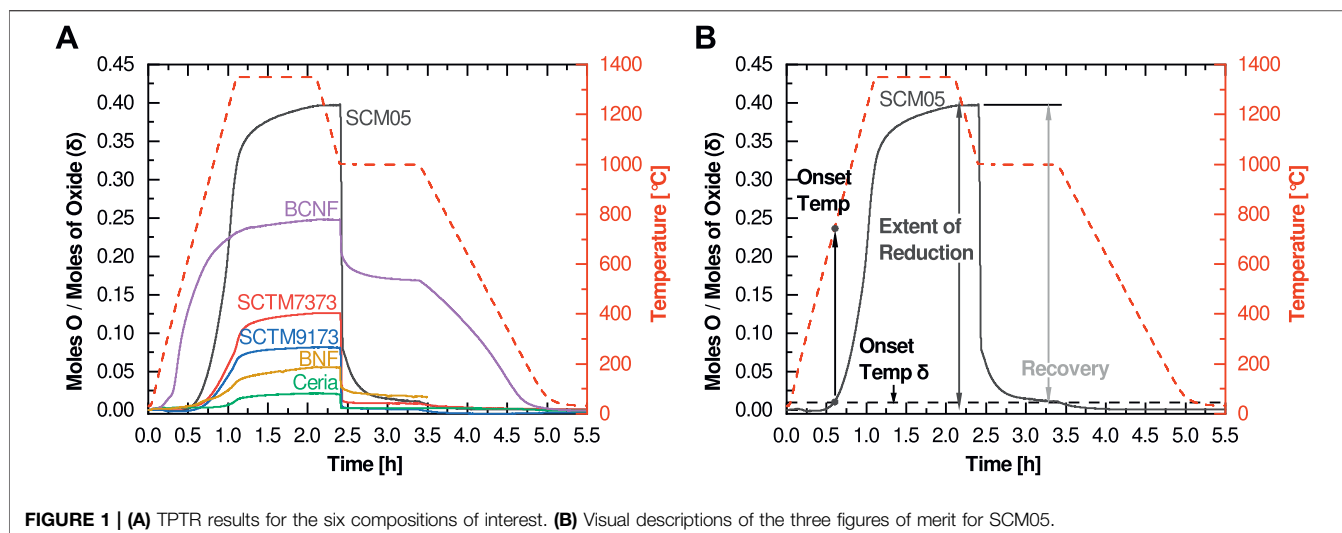 A
0.45
0.40
0.35
0.30
0.25
0.20
0.15
0.10
0.05
0.00
Moles O / Moles of Oxide (δ)
0.0 0.5 1.0 1.5 2.0 2.5 3.0 3.5 4.0 4.5 5.0 5.5
Time [h]
1400
1200
1000
800
600
400
200
0
Temperature [°C]
SCM05
BCNF
SCTM7373
SCTM9173
BNF
Ceria
B
0.45
0.40
0.35
0.30
0.25
0.20
0.15
0.10
0.05
0.00
Moles O / Moles of Oxide (δ)
0.0 0.5 1.0 1.5 2.0 2.5 3.0 3.5 4.0 4.5 5.0 5.5
Time [h]
1400
1200
1000
800
600
400
200
0
Temperature [°C]
SCM05
Onset
Temp
Extent of
Reduction
Onset
Temp δ
Recovery
FIGURE 1 | (A) TPTR results for the six compositions of interest. (B) Visual descriptions of the three figures of merit for SCM05.